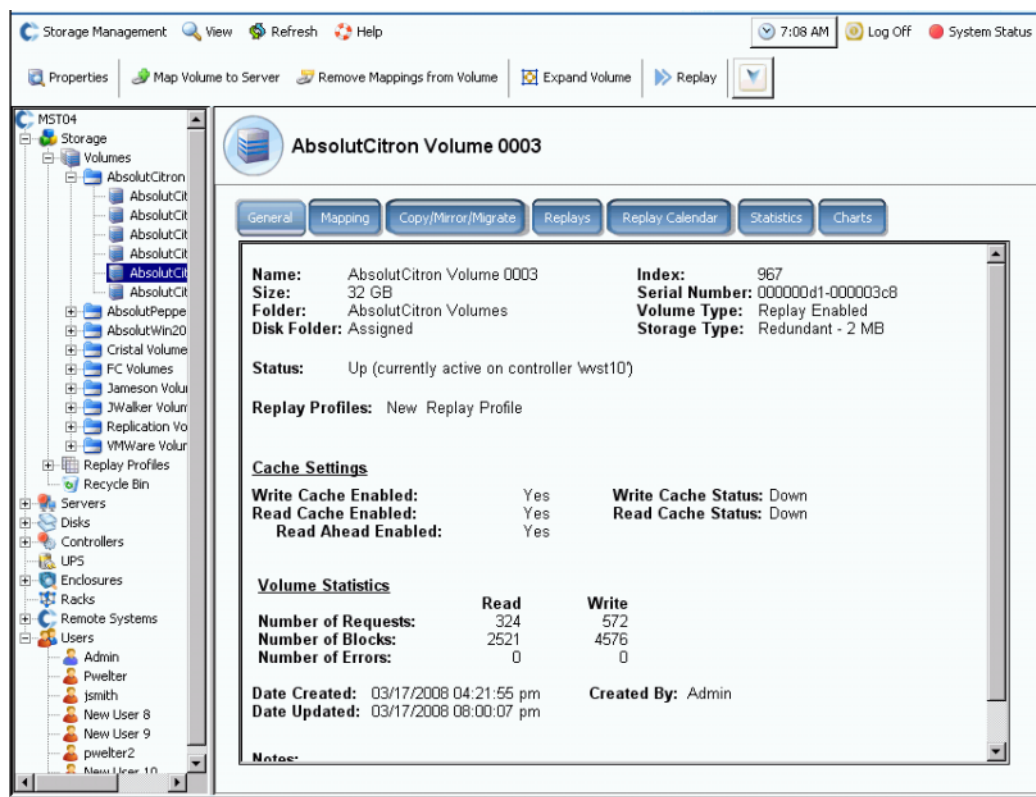 Storage Management View Refresh Help 7:08 AM Log Off System Status
Properties Map Volume to Server Remove Mappings from Volume Expand Volume Replay
MST04
Storage
Volumes
AbsolutCitron
AbsolutCit
AbsolutCit
AbsolutCit
AbsolutCit
AbsolutCit
AbsolutCit
AbsolutPeppe
AbsolutWin20
Cristal Volume
FC Volumes
Jameson Volu
JWalker Volum
Replication Vo
VMWare Volur
Replay Profiles
Recycle Bin
Servers
Disks
Controllers
UPS
Enclosures
Racks
Remote Systems
Users
Admin
Pwelter
jsmith
New User 8
New User 9
pwelter2
New User 10
AbsolutCitron Volume 0003
General Mapping Copy/Mirror/Migrate Replays Replay Calendar Statistics Charts
Name: AbsolutCitron Volume 0003 Index: 967
Size: 32 GB Serial Number: 000000d1-000003c8
Folder: AbsolutCitron Volumes Volume Type: Replay Enabled
Disk Folder: Assigned Storage Type: Redundant - 2 MB
Status: Up (currently active on controller 'wvst10')
Replay Profiles: New Replay Profile
Cache Settings
Write Cache Enabled: Yes Write Cache Status: Down
Read Cache Enabled: Yes Read Cache Status: Down
Read Ahead Enabled: Yes
Volume Statistics
Read Write
Number of Requests: 324 572
Number of Blocks: 2521 4576
Number of Errors: 0 0
Date Created: 03/17/2008 04:21:55 pm Created By: Admin
Date Updated: 03/17/2008 08:00:07 pm
Notes: